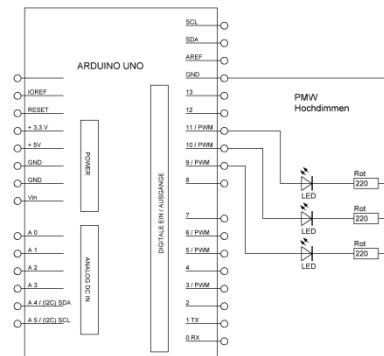 SCL
SDA
AREF
GND
13
12
11 / PWM
10 / PWM
9 / PWM
8
7
6 / PWM
5 / PWM
4
3 / PWM
2
1 TX
0 RX
ARDUINO UNO
IOREF
RESET
+ 3,3 V
+ 5V
GND
GND
Vin
A 0
A 1
A 2
A 3
A 4 / (I2C) SDA
A 5 / (I2C) SCL
POWER
ANALOG DC IN
DIGITALE EIN / AUSGÄNGE
PMW
Hochdimmen
LED
Rot
220
LED
Rot
220
LED
Rot
220